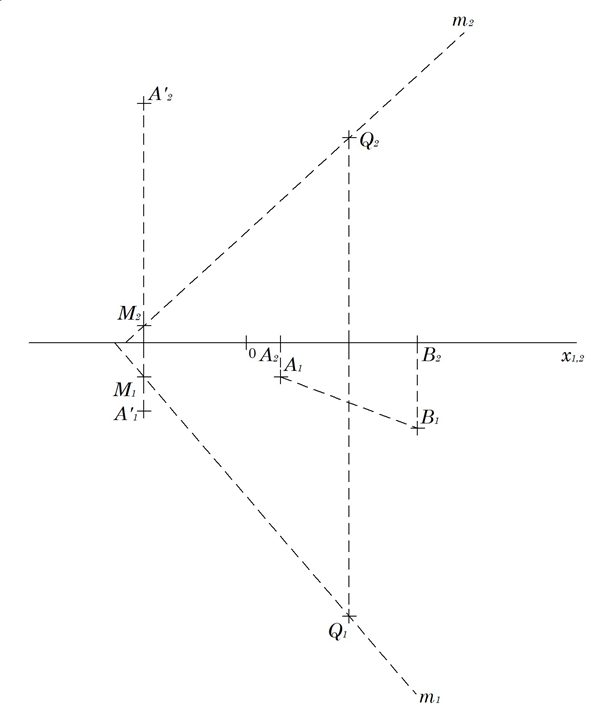 m₂
A'₂
Q₂
M₂
0 A₂ B₂ x₁,₂
A₁
M₁
A'₁
B₁
Q₁
m₁